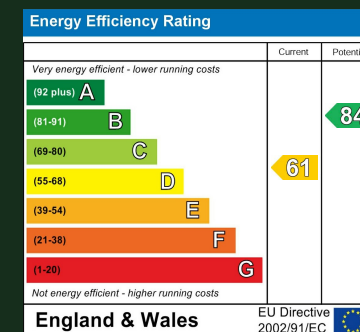 Energy Efficiency Rating
Current Potenti
Very energy efficient - lower running costs
(92 plus) A
(81-91) B
84
(69-80) C
61
(55-68) D
(39-54) E
(21-38) F
(1-20) G
Not energy efficient - higher running costs
England & Wales
EU Directive
2002/91/EC